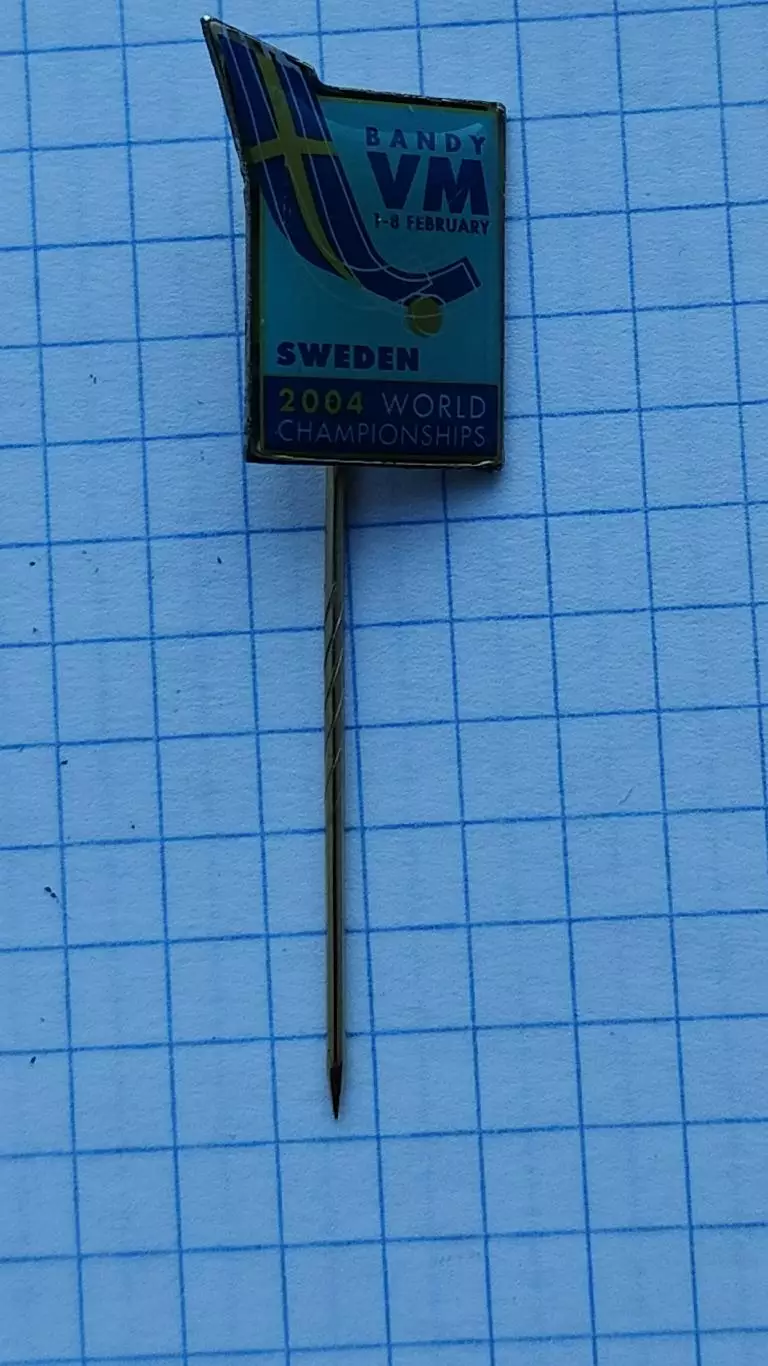 BANDY
VM
1-8 FEBRUARY
SWEDEN
2004 WORLD
CHAMPIONSHIPS